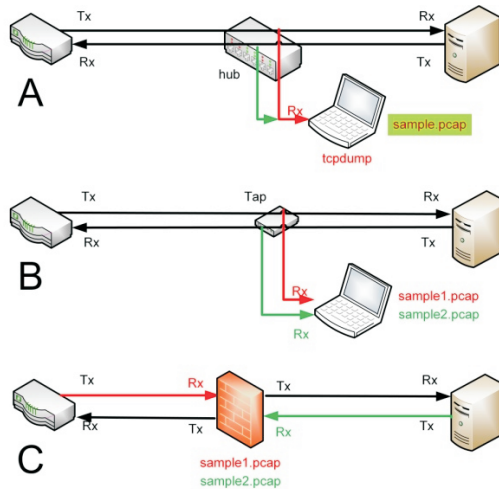 Tx Rx
Rx Tx
A
hub
Rx
sample.pcap
tcpdump
Tx Tap Rx
Rx Tx
B
Rx sample1.pcap
sample2.pcap
Rx
Tx Rx Tx Rx
Rx Tx Rx Tx
C
sample1.pcap
sample2.pcap